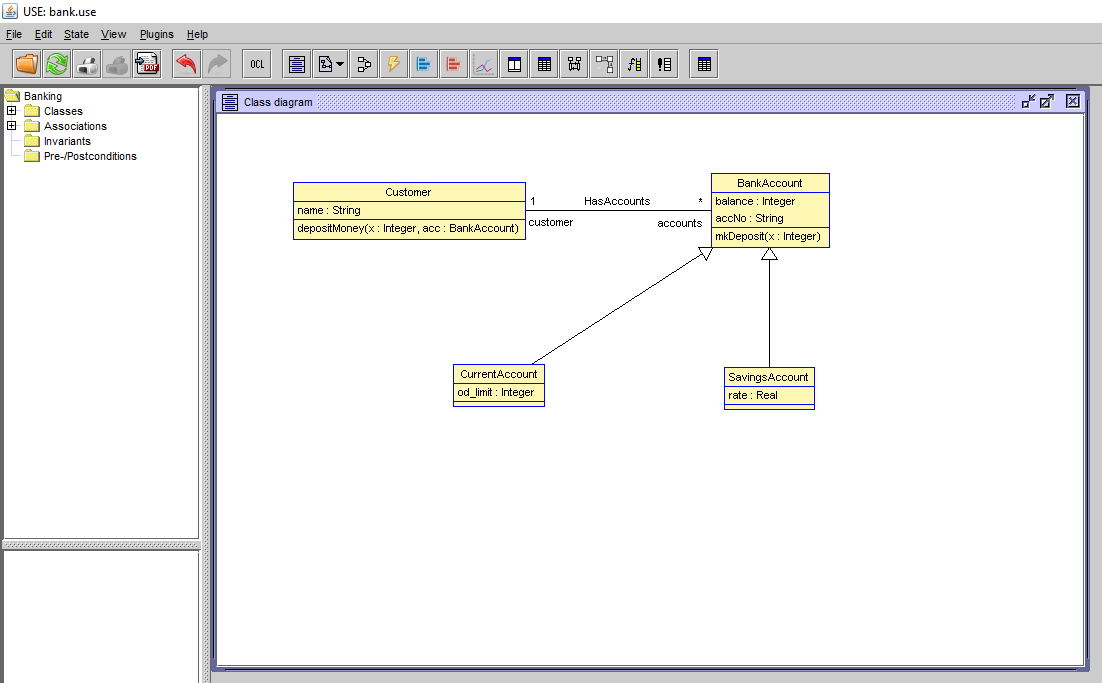 USE: bank.use
File Edit State View Plugins Help
PDF
OCL
Banking
Classes
Associations
Invariants
Pre-/Postconditions
Class diagram
Customer
name : String
depositMoney(x : Integer, acc : BankAccount)
1 HasAccounts *
customer accounts
BankAccount
balance : Integer
accNo : String
mkDeposit(x : Integer)
CurrentAccount
od_limit : Integer
SavingsAccount
rate : Real